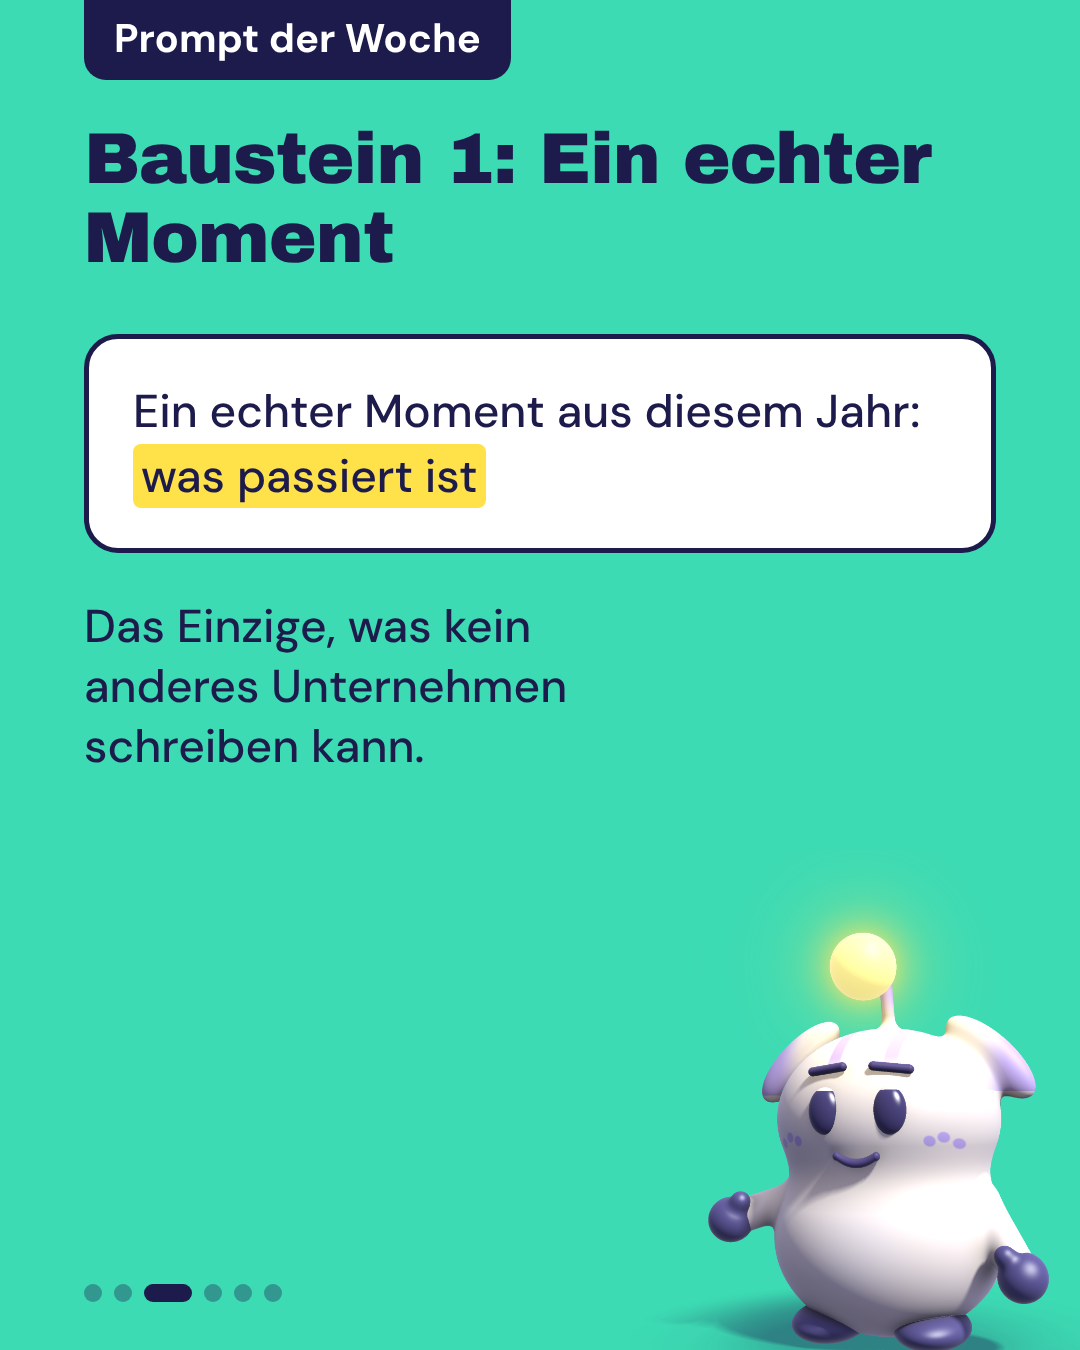 Prompt der Woche
Baustein 1: Ein echter
Moment
Ein echter Moment aus diesem Jahr:
was passiert ist
Das Einzige, was kein
anderes Unternehmen
schreiben kann.